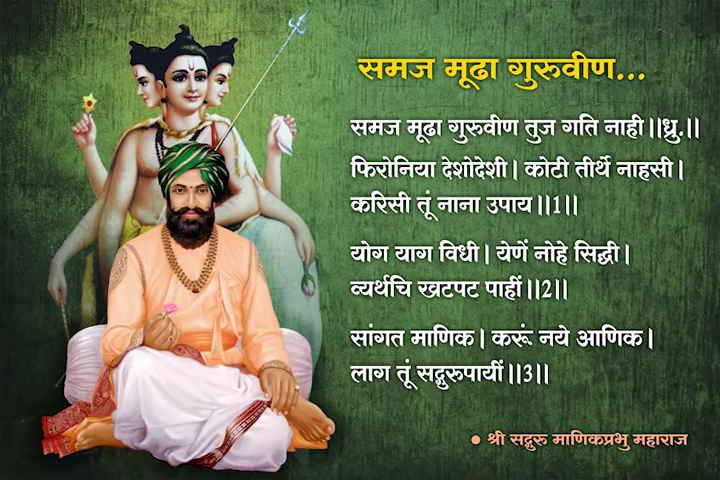 समज मूढा गुरुवीण...
समज मूढा गुरुवीण तुज गति नाही।।ध्रु.।।
फिरोनिया देशोदेशी। कोटी तीर्थे नाहसी।
करिसी तूं नाना उपाय।।1।।
योग याग विधी। येणें नोहे सिद्धी।
व्यर्थचि खटपट पाहीं।।2।।
सांगत माणिक। करूं नये आणिक।
लाग तूं सद्गुरुपायीं।।3।।
• श्री सद्गुरु माणिकप्रभु महाराज